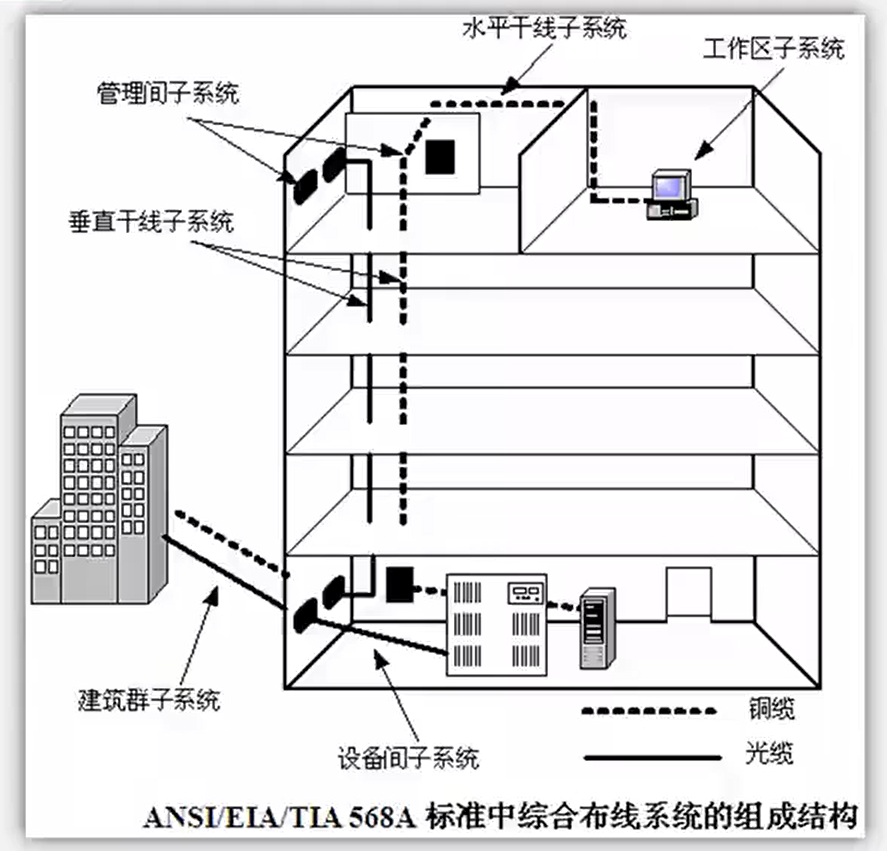 水平干线子系统
工作区子系统
管理间子系统
垂直干线子系统
建筑群子系统
设备间子系统
铜缆
光缆
ANSI/EIA/TIA 568A 标准中综合布线系统的组成结构